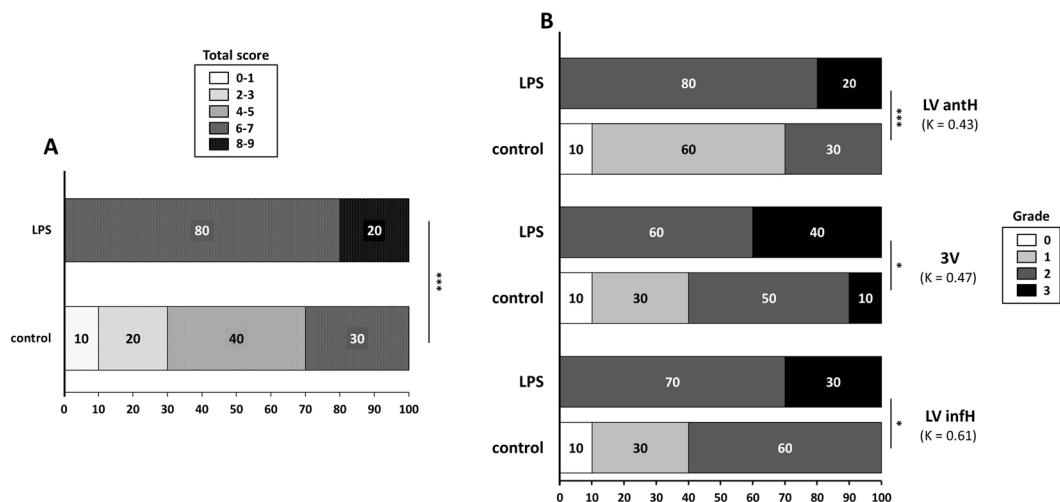 A
Total score
0-1
2-3
4-5
6-7
8-9
LPS
80
20
***
control
10
20
40
30
0 10 20 30 40 50 60 70 80 90 100
B
LPS
80
20
***
LV antH
(K = 0.43)
control
10
60
30
LPS
60
40
*
3V
(K = 0.47)
control
10
30
50
10
LPS
70
30
*
LV infH
(K = 0.61)
control
10
30
60
0 10 20 30 40 50 60 70 80 90 100
Grade
0
1
2
3